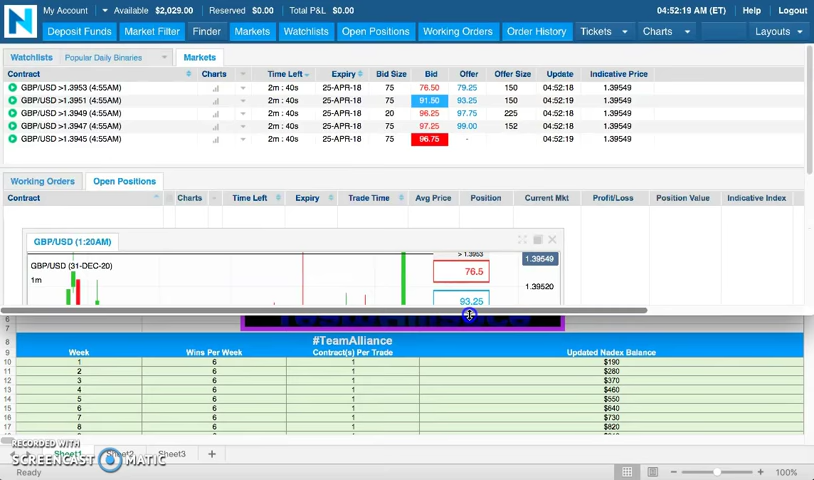 N My Account Available $2,029.00 Reserved $0.00 Total P&L $0.00 04:52:19 AM (ET) Help Logout
Deposit Funds Market Filter Finder Markets Watchlists Open Positions Working Orders Order History Tickets Charts Layouts
Watchlists Popular Daily Binaries Markets
Contract Charts Time Left Expiry Bid Size Bid Offer Offer Size Update Indicative Price
GBP/USD >1.3953 (4:55AM) 2m : 40s 25-APR-18 75 76.50 79.25 150 04:52:18 1.39549
GBP/USD >1.3951 (4:55AM) 2m : 40s 25-APR-18 75 91.50 93.25 150 04:52:19 1.39549
GBP/USD >1.3949 (4:55AM) 2m : 40s 25-APR-18 20 96.25 97.75 225 04:52:18 1.39549
GBP/USD >1.3947 (4:55AM) 2m : 40s 25-APR-18 75 97.25 99.00 152 04:52:18 1.39549
GBP/USD >1.3945 (4:55AM) 2m : 40s 25-APR-18 75 96.75 - 04:52:19 1.39549
Working Orders Open Positions
Contract Charts Time Left Expiry Trade Time Avg Price Position Current Mkt Profit/Loss Position Value Indicative Index
GBP/USD (1:20AM)
> 1.3953
GBP/USD (31-DEC-20) 76.5 1.39549
1m 1.39520
93.25
6
7
8 #TeamAlliance
9 Week Wins Per Week Contract(s) Per Trade Updated Nadex Balance
10 1 6 1 $190
11 2 6 1 $280
12 3 6 1 $370
13 4 6 1 $460
14 5 6 1 $550
15 6 6 1 $640
16 7 6 1 $730
17 8 6 1 $820
RECORDED WITH
SCREENCAST MATIC
Sheet1 Sheet2 Sheet3 +
Ready 100%